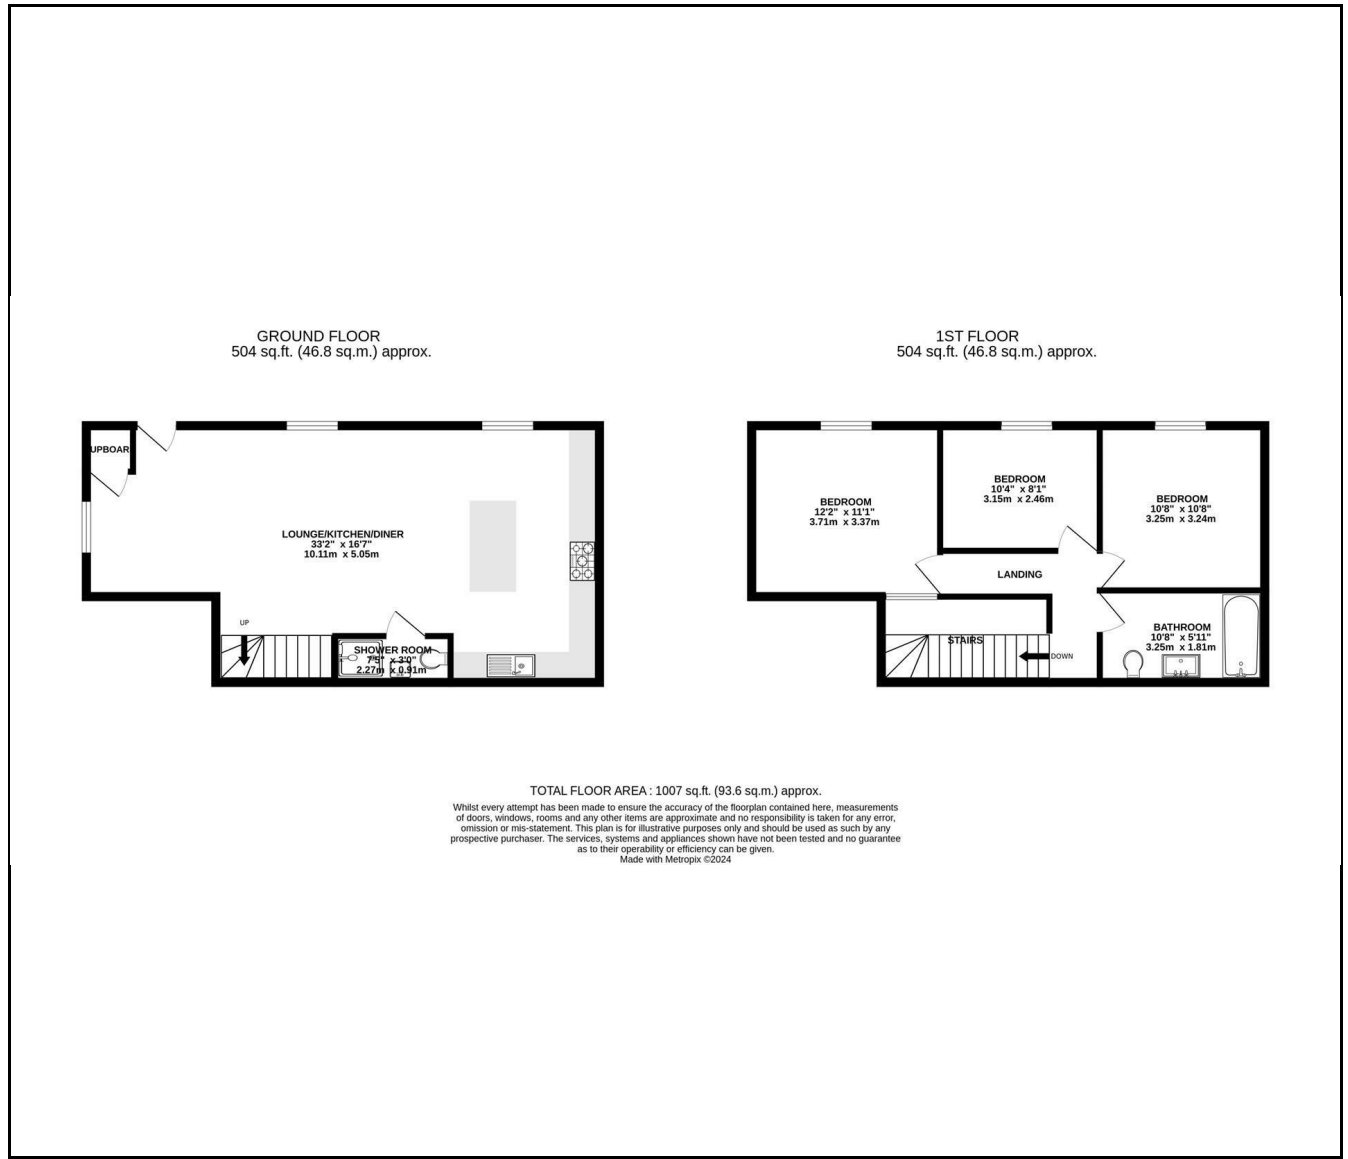 GROUND FLOOR
504 sq.ft. (46.8 sq.m.) approx.
UPBOAR
LOUNGE/KITCHEN/DINER
33'2" x 16'7"
10.11m x 5.05m
UP
SHOWER ROOM
7'5" x 3'0"
2.27m x 0.91m
1ST FLOOR
504 sq.ft. (46.8 sq.m.) approx.
BEDROOM
12'2" x 11'1"
3.71m x 3.37m
BEDROOM
10'4" x 8'1"
3.15m x 2.46m
BEDROOM
10'8" x 10'8"
3.25m x 3.24m
LANDING
STAIRS
DOWN
BATHROOM
10'8" x 5'11"
3.25m x 1.81m
TOTAL FLOOR AREA : 1007 sq.ft. (93.6 sq.m.) approx.
Whilst every attempt has been made to ensure the accuracy of the floorplan contained here, measurements
of doors, windows, rooms and any other items are approximate and no responsibility is taken for any error,
omission or mis-statement. This plan is for illustrative purposes only and should be used as such by any
prospective purchaser. The services, systems and appliances shown have not been tested and no guarantee
as to their operability or efficiency can be given.
Made with Metropix ©2024